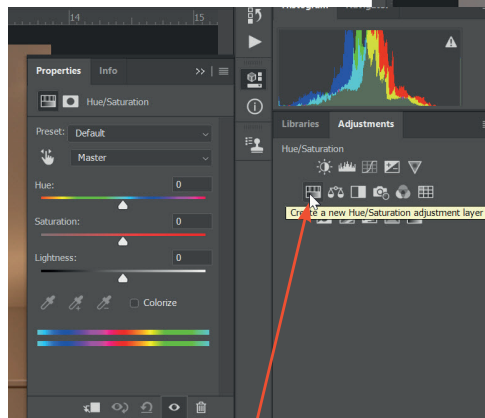 14 15
Histogram Navigator
Properties Info
Hue/Saturation
Preset: Default
Master
Hue: 0
Saturation: 0
Lightness: 0
Colorize
Libraries Adjustments
Hue/Saturation
Create a new Hue/Saturation adjustment layer